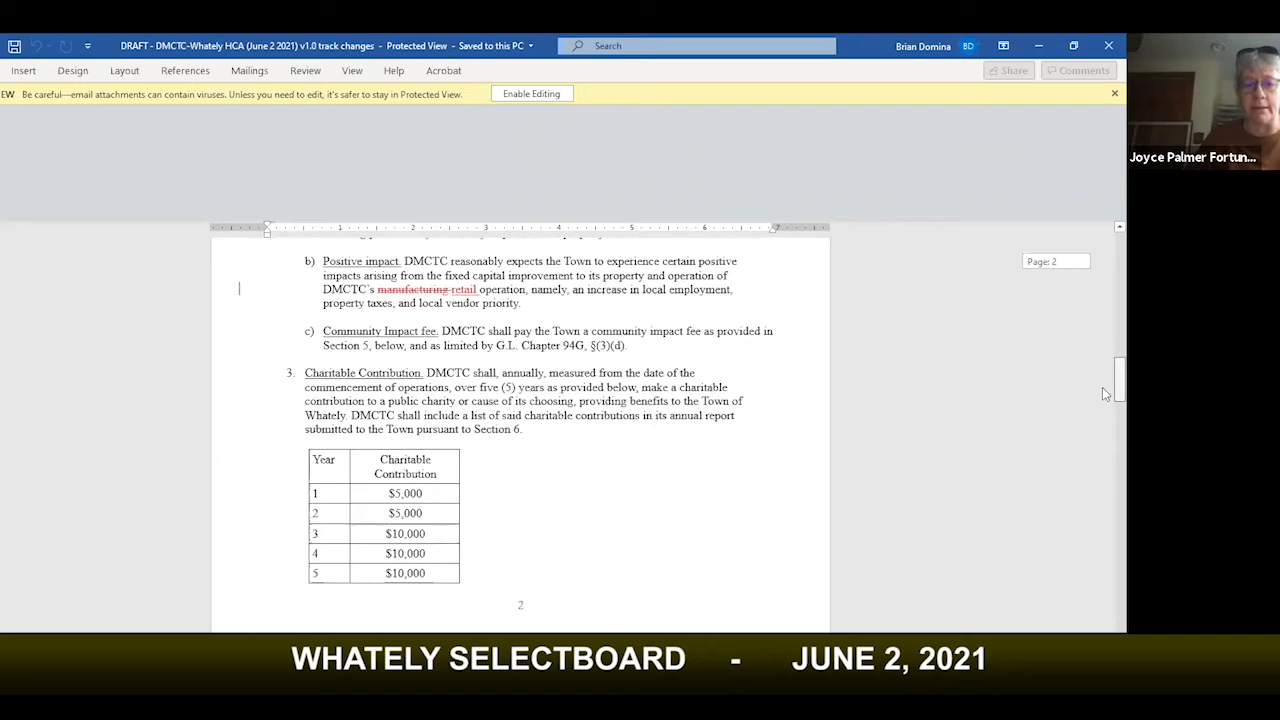 DRAFT - DMCTC-Whately HCA (June 2 2021) v1.0 track changes - Protected View - Saved to this PC
Search
Brian Domina BD
Insert Design Layout References Mailings Review View Help Acrobat Share Comments
EW Be careful—email attachments can contain viruses. Unless you need to edit, it's safer to stay in Protected View. Enable Editing
Joyce Palmer Fortun...
1 2 3 4 5 6 7
Page: 2
b) Positive impact. DMCTC reasonably expects the Town to experience certain positive
impacts arising from the fixed capital improvement to its property and operation of
DMCTC's manufacturing retail operation, namely, an increase in local employment,
property taxes, and local vendor priority.
c) Community Impact fee. DMCTC shall pay the Town a community impact fee as provided in
Section 5, below, and as limited by G.L. Chapter 94G, §(3)(d).
3. Charitable Contribution. DMCTC shall, annually, measured from the date of the
commencement of operations, over five (5) years as provided below, make a charitable
contribution to a public charity or cause of its choosing, providing benefits to the Town of
Whately. DMCTC shall include a list of said charitable contributions in its annual report
submitted to the Town pursuant to Section 6.
Year Charitable
Contribution
1 $5,000
2 $5,000
3 $10,000
4 $10,000
5 $10,000
2
WHATELY SELECTBOARD - JUNE 2, 2021